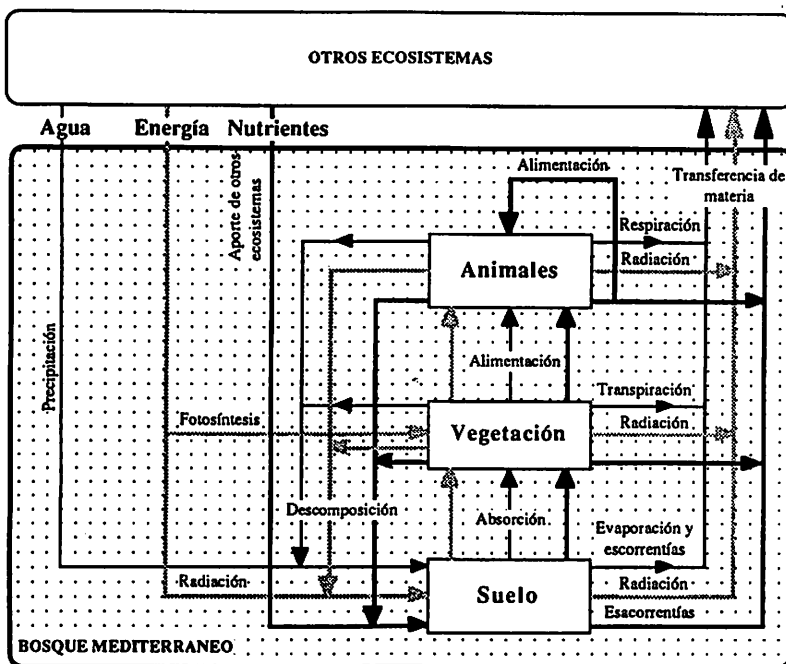 OTROS ECOSISTEMAS
Agua Energía Nutrientes
Aporte de otros
ecosistemas
Alimentación
Transferencia de
materia
Respiración
Animales
Radiación
Precipitación
Alimentación
Transpiración
Fotosíntesis
Vegetación
Radiación
Descomposición
Absorción
Evaporación y
escorrentías
Radiación
Suelo
Radiación
Esacorrentías
BOSQUE MEDITERRANEO